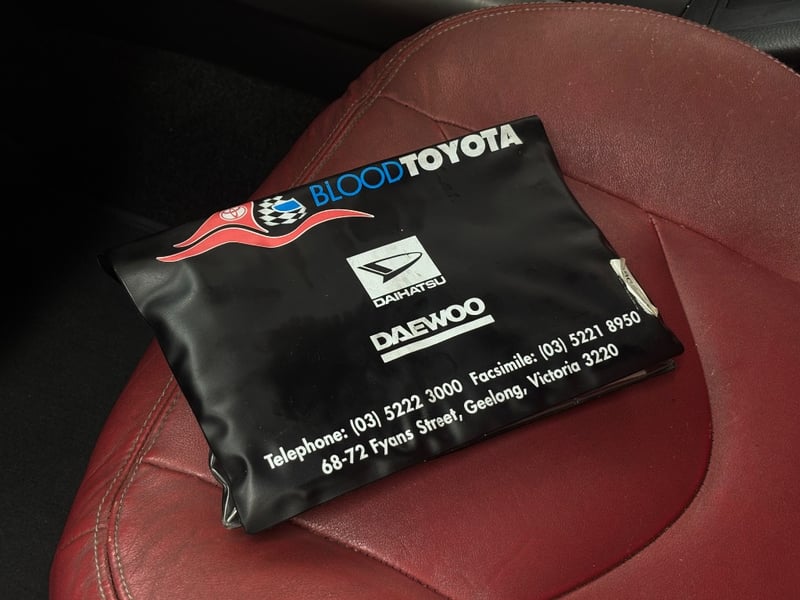 BLOODTOYOTA
DAIHATSU
DAEWOO
Telephone: (03) 5222 3000 Facsimile: (03) 5221 8950
68-72 Fyans Street, Geelong, Victoria 3220